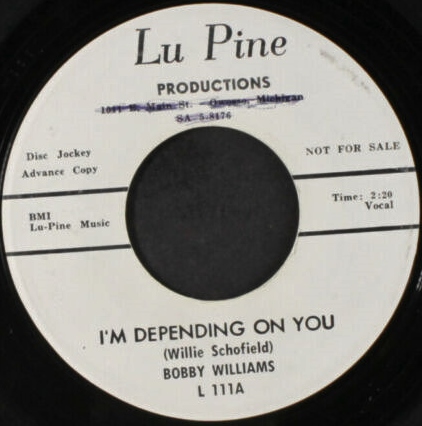 Lu Pine
PRODUCTIONS
Main St. Owosso, Michigan
SA 5-8176
Disc Jockey
Advance Copy
NOT FOR SALE
BMI
Lu-Pine Music
Time: 2:20
Vocal
I'M DEPENDING ON YOU
(Willie Schofield)
BOBBY WILLIAMS
L 111A